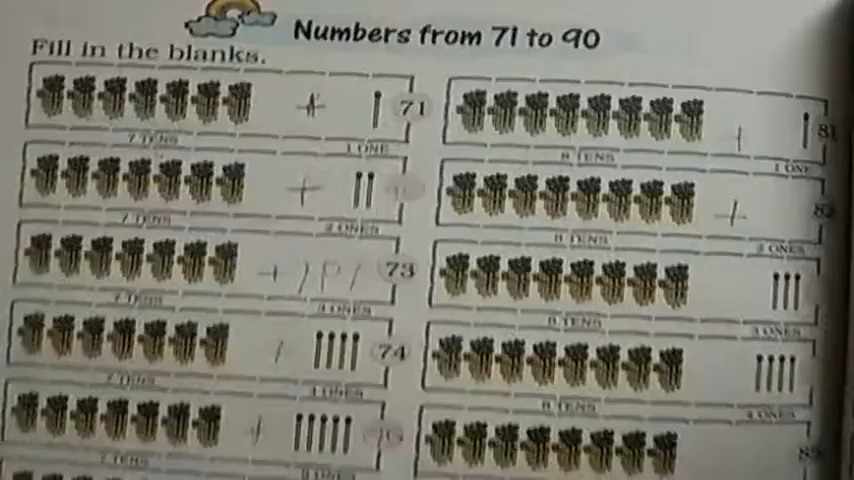 Numbers from 71 to 90
Fill in the blanks.
+ 71
7 TENS 1 ONE
+
7 TENS 2 ONES
+ 73
7 TENS 3 ONES
74
7 TENS 4 ONES
+
7 TENS 5 ONES
+ 81
8 TENS 1 ONE
+ 82
8 TENS 2 ONES
8 TENS 3 ONES
8 TENS 4 ONES